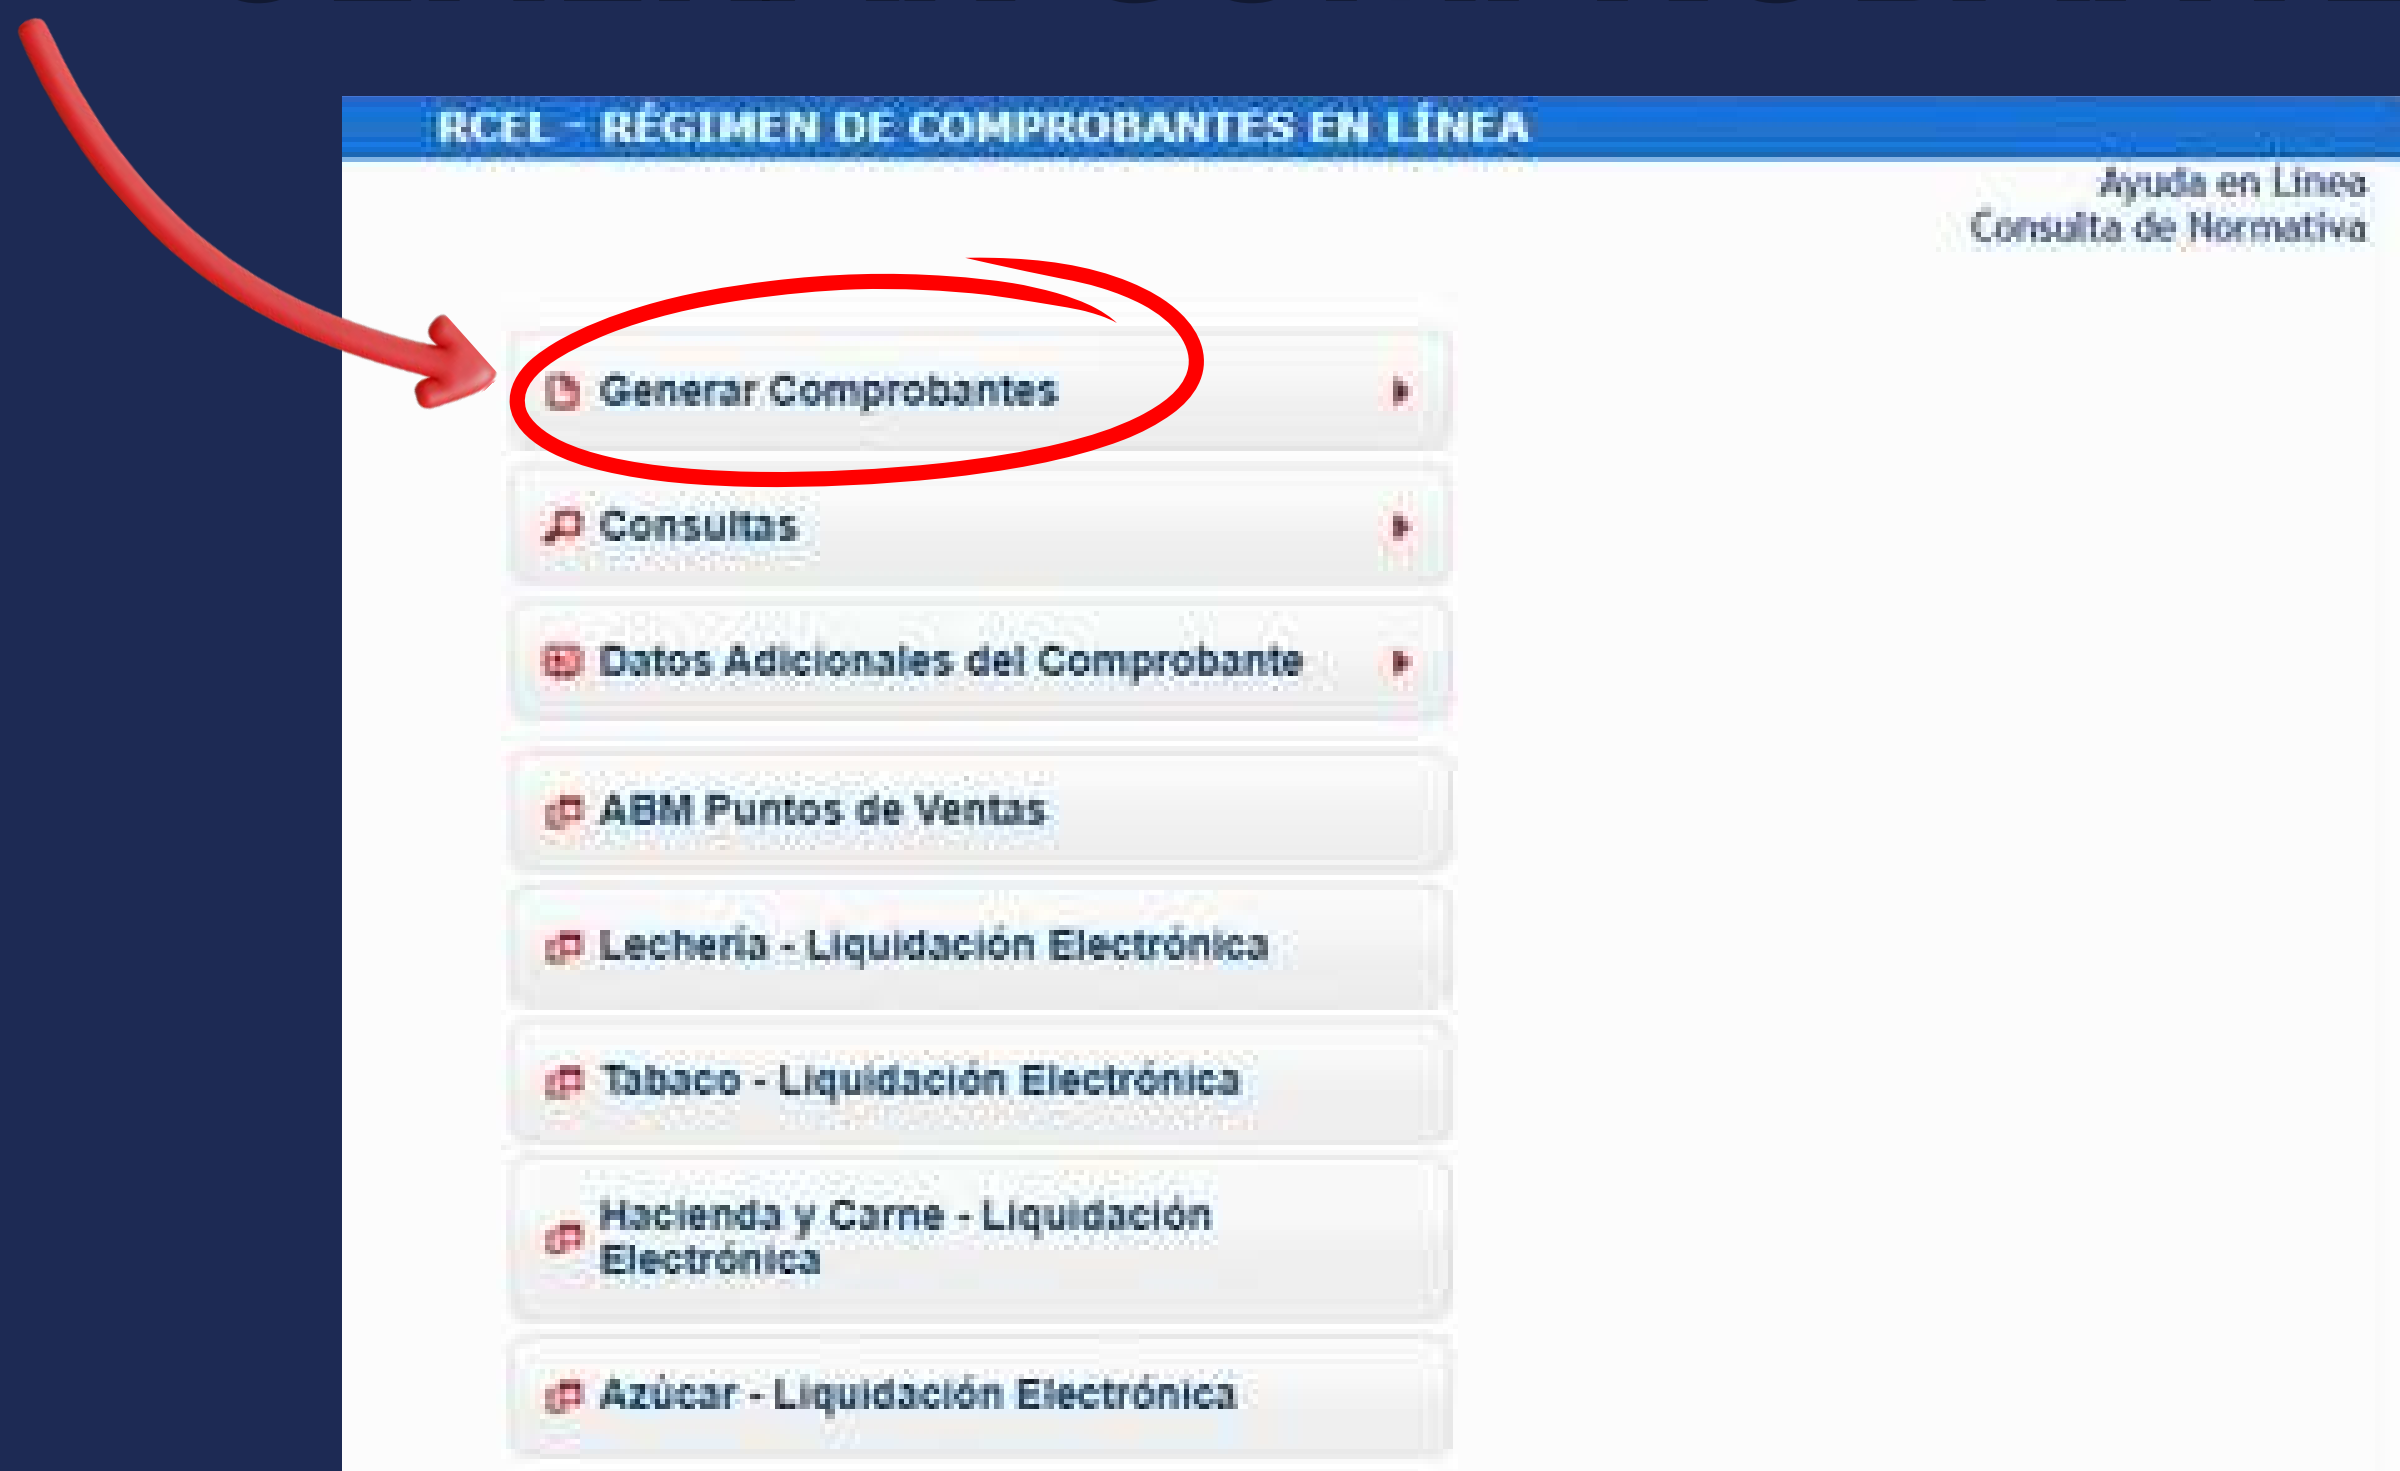 RCEL - RÉGIMEN DE COMPROBANTES EN LÍNEA
Ayuda en Línea
Consulta de Normativa
Generar Comprobantes
Consultas
Datos Adicionales del Comprobante
ABM Puntos de Ventas
Lechería - Liquidación Electrónica
Tabaco - Liquidación Electrónica
Hacienda y Carne - Liquidación
Electrónica
Azúcar - Liquidación Electrónica